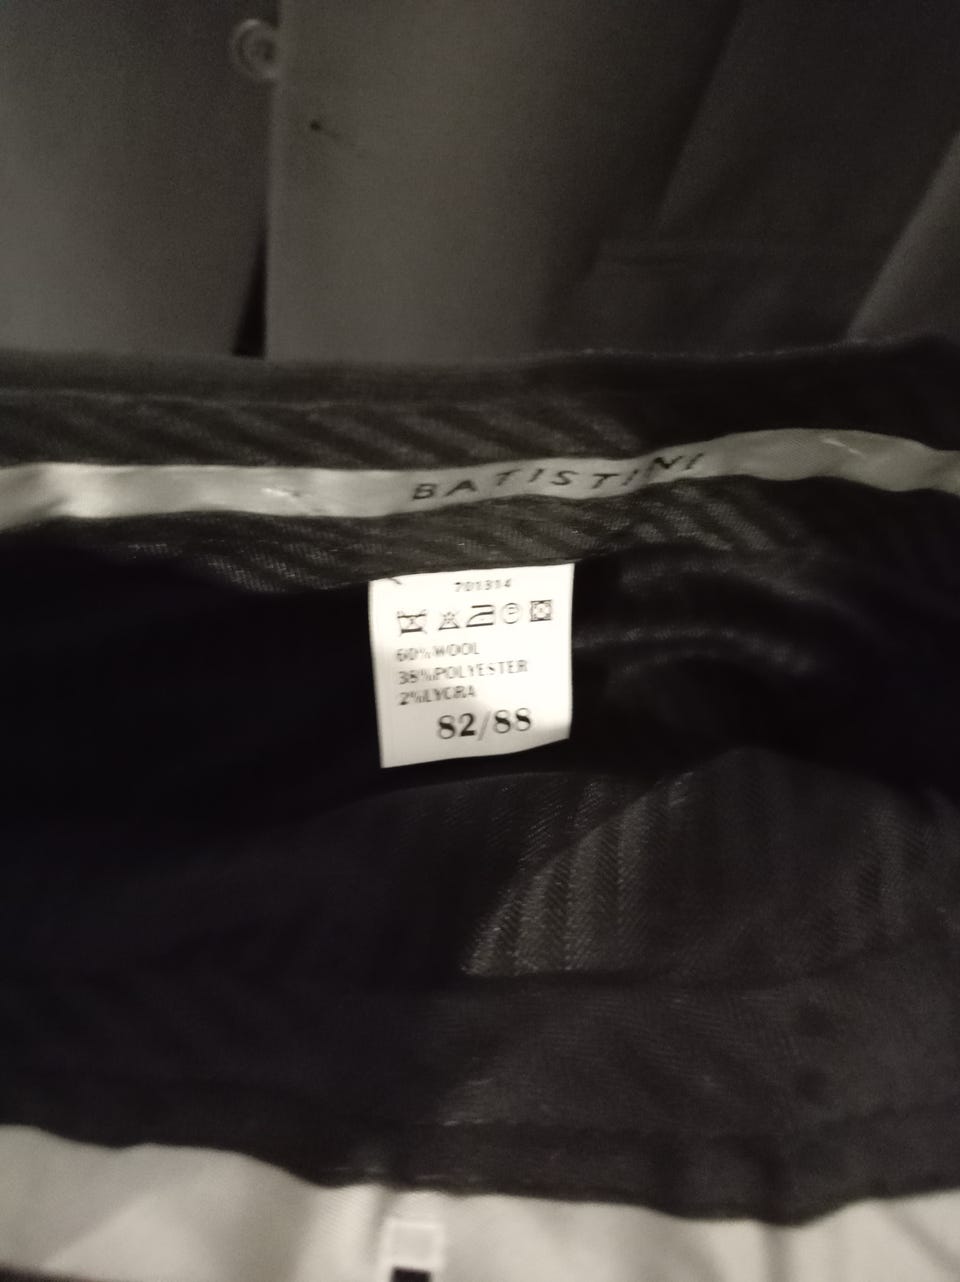 BATISTINI
701314
60%WOOL
38%POLYESTER
2%LYCRA
82/88